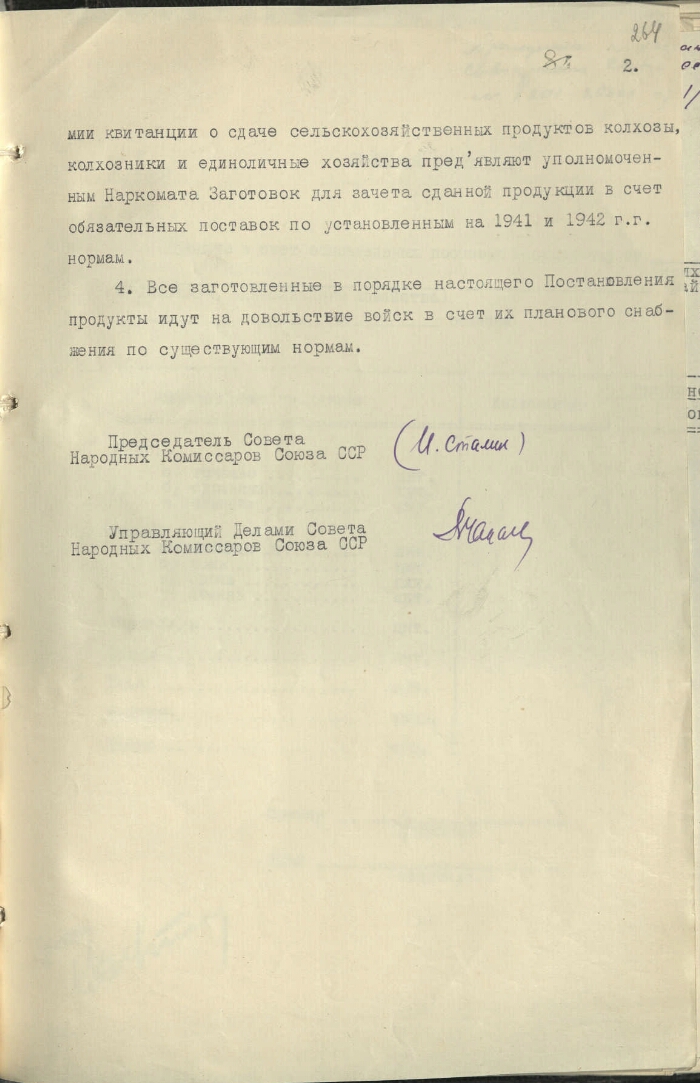 264
2.
мии квитанции о сдаче сельскохозяйственных продуктов колхозы,
колхозники и единоличные хозяйства пред'являют уполномочен-
ным Наркомата Заготовок для зачета сданной продукции в счет
обязательных поставок по установленным на 1941 и 1942 г.г.
нормам.
4. Все заготовленные в порядке настоящего Постановления
продукты идут на довольствие войск в счет их планового снаб-
жения по существующим нормам.
Председатель Совета
Народных Комиссаров Союза ССР
(И. Сталин)
Управляющий Делами Совета
Народных Комиссаров Союза ССР